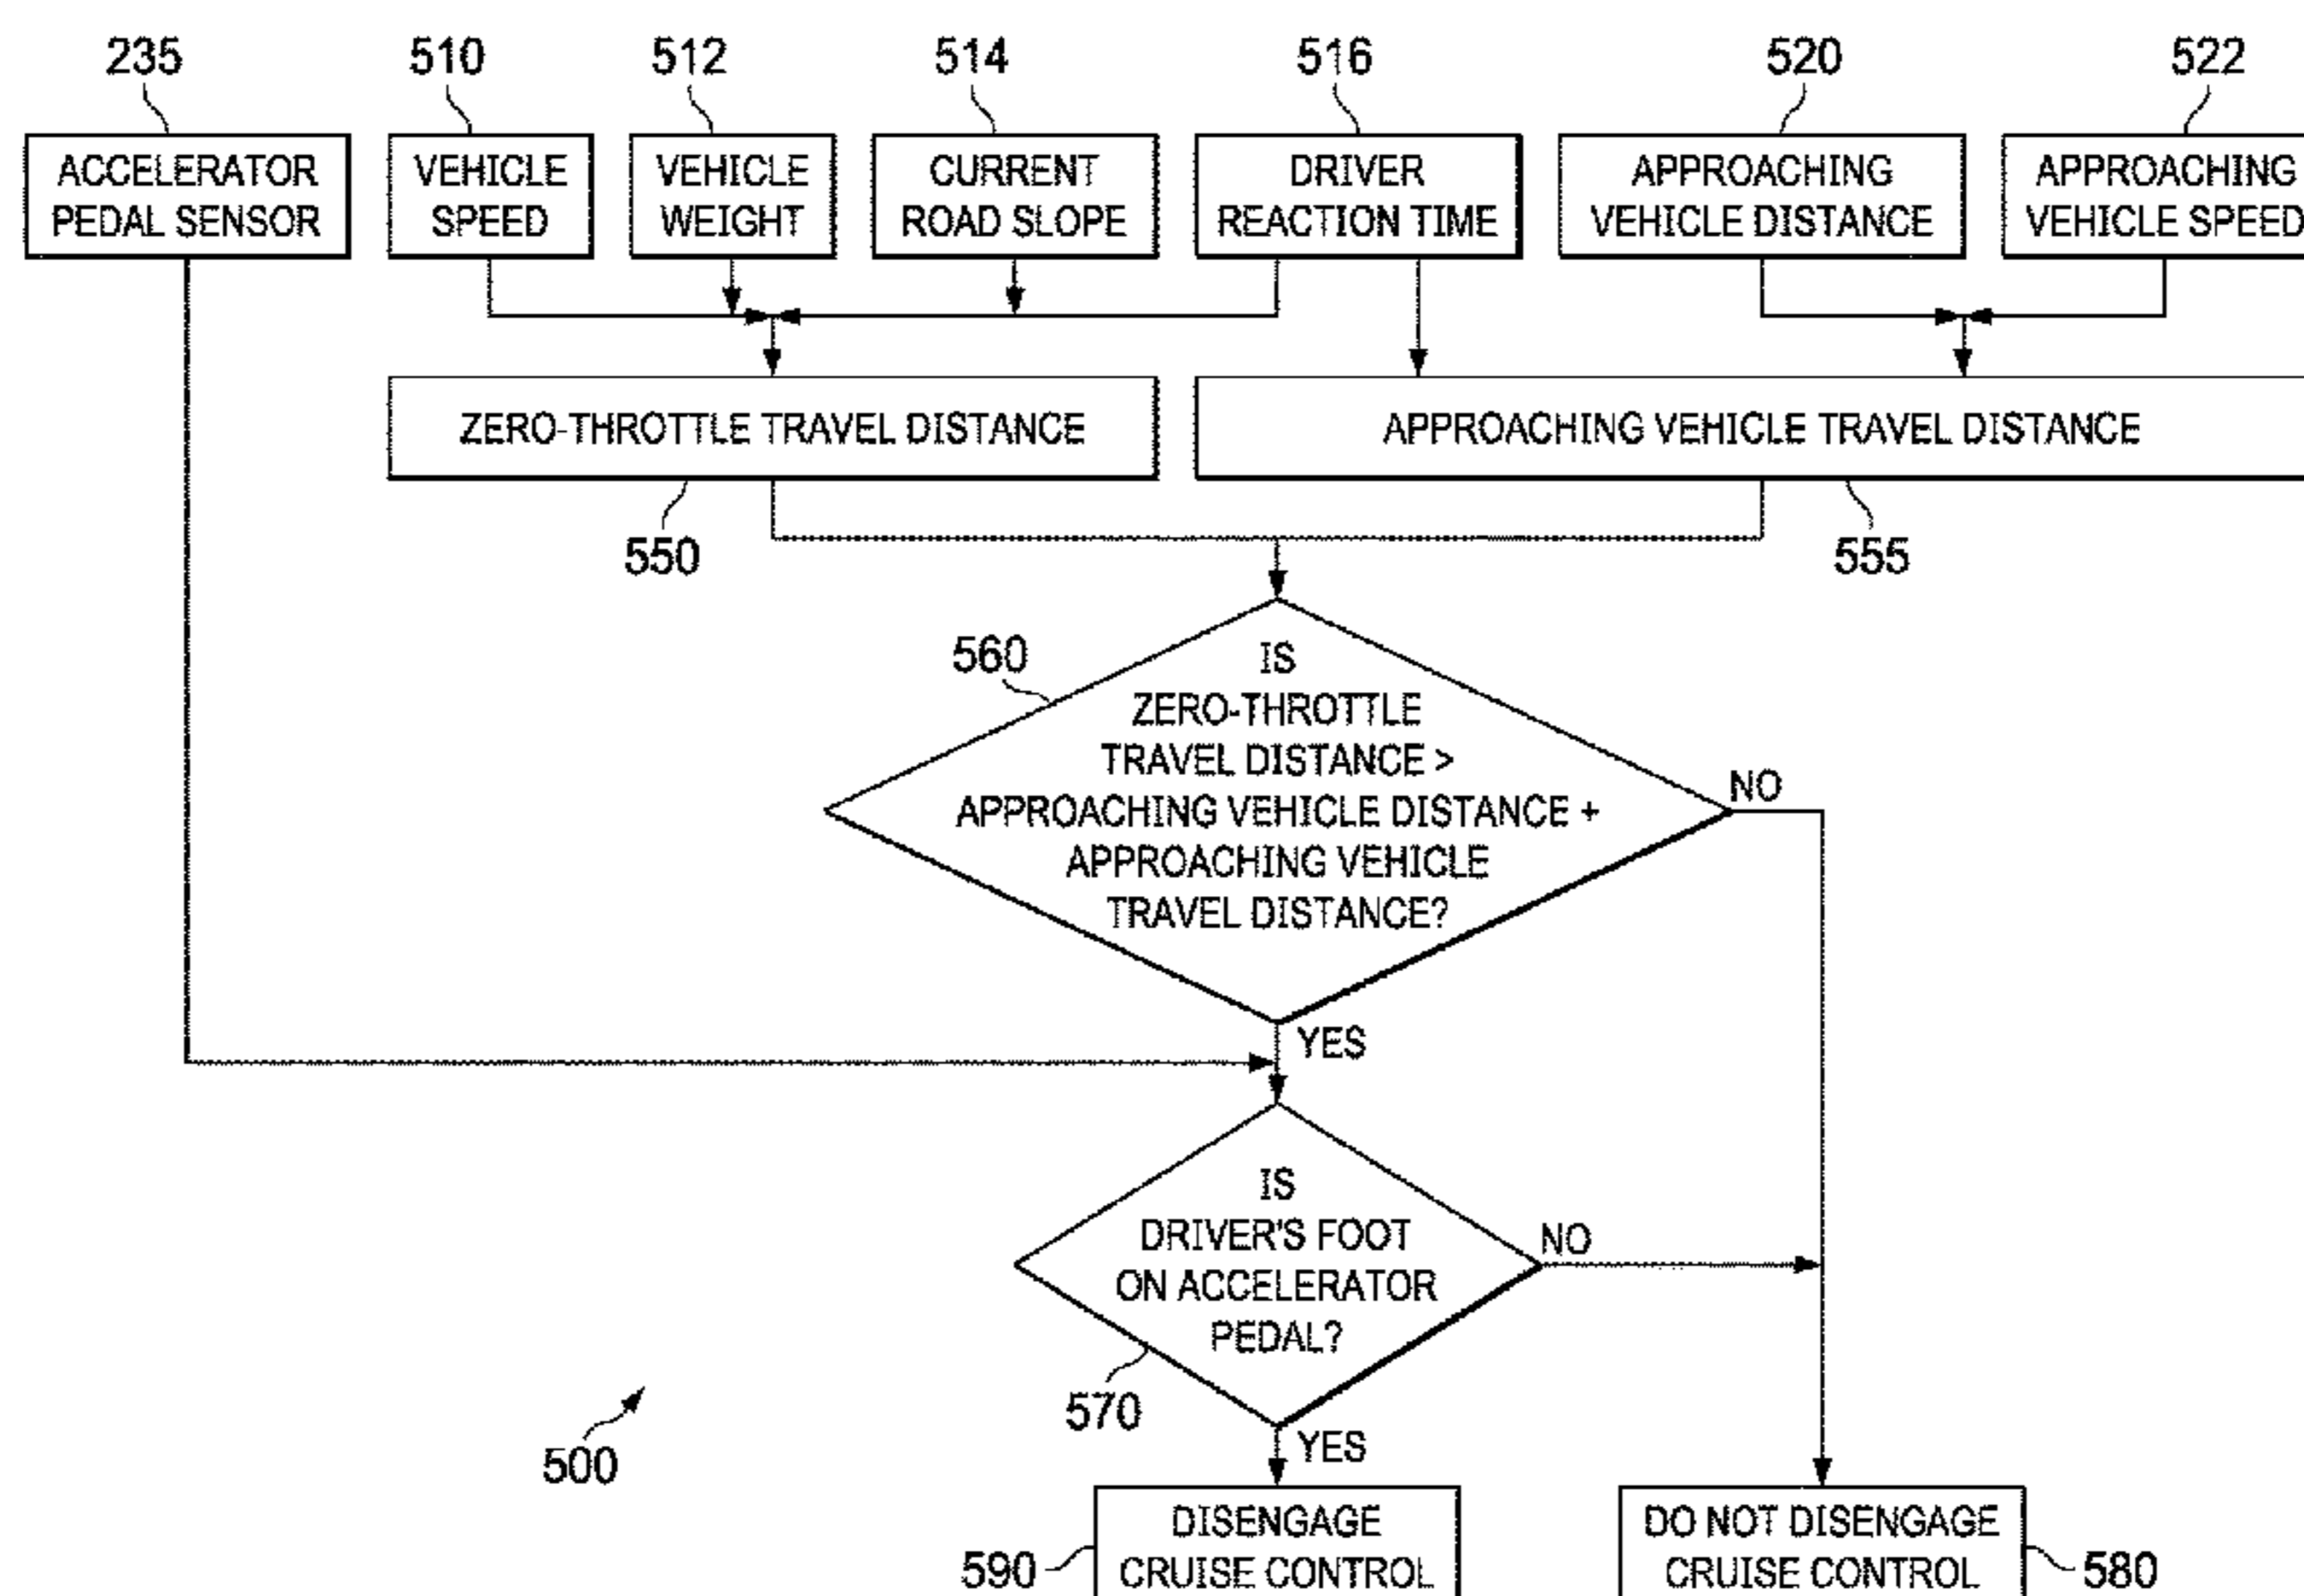 235
510
512
514
516
520
522
ACCELERATOR
PEDAL SENSOR
VEHICLE
SPEED
VEHICLE
WEIGHT
CURRENT
ROAD SLOPE
DRIVER
REACTION TIME
APPROACHING
VEHICLE DISTANCE
APPROACHING
VEHICLE SPEED
ZERO-THROTTLE TRAVEL DISTANCE
APPROACHING VEHICLE TRAVEL DISTANCE
550
555
560
IS
ZERO-THROTTLE
TRAVEL DISTANCE >
APPROACHING VEHICLE DISTANCE +
APPROACHING VEHICLE
TRAVEL DISTANCE?
NO
YES
IS
DRIVER'S FOOT
ON ACCELERATOR
PEDAL?
NO
570
YES
500
DISENGAGE
CRUISE CONTROL
590
DO NOT DISENGAGE
CRUISE CONTROL
580